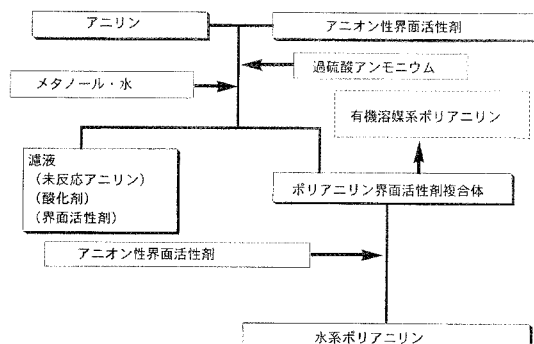 アニリン
アニオン性界面活性剤
過硫酸アンモニウム
メタノール・水
有機溶媒系ポリアニリン
濾液
(未反応アニリン)
(酸化剤)
(界面活性剤)
ポリアニリン界面活性剤複合体
アニオン性界面活性剤
水系ポリアニリン